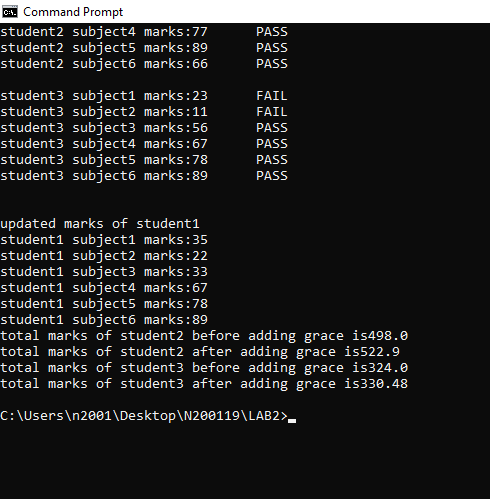 Command Prompt
student2 subject4 marks:77      PASS
student2 subject5 marks:89      PASS
student2 subject6 marks:66      PASS
student3 subject1 marks:23      FAIL
student3 subject2 marks:11      FAIL
student3 subject3 marks:56      PASS
student3 subject4 marks:67      PASS
student3 subject5 marks:78      PASS
student3 subject6 marks:89      PASS
updated marks of student1
student1 subject1 marks:35
student1 subject2 marks:22
student1 subject3 marks:33
student1 subject4 marks:67
student1 subject5 marks:78
student1 subject6 marks:89
total marks of student2 before adding grace is498.0
total marks of student2 after adding grace is522.9
total marks of student3 before adding grace is324.0
total marks of student3 after adding grace is330.48
C:\Users\n2001\Desktop\N200119\LAB2>